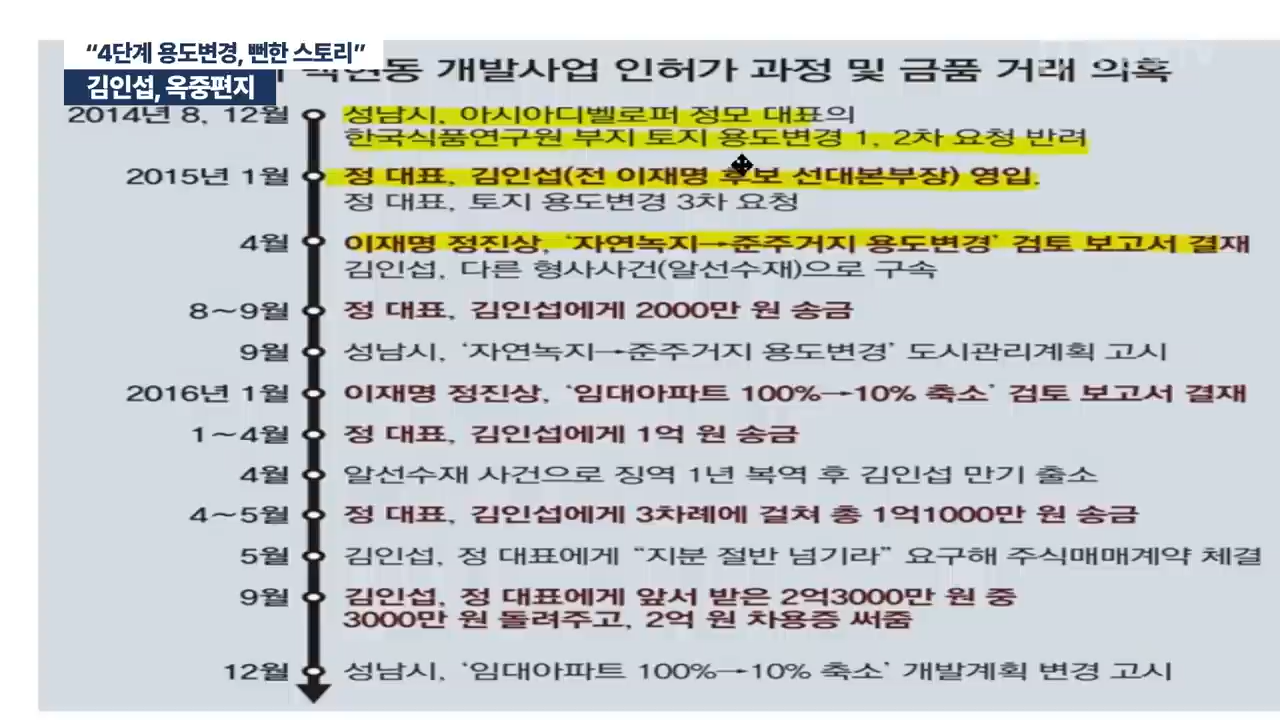 “4단계 용도변경, 뻔한 스토리”
김인섭, 옥중편지
백현동 개발사업 인허가 과정 및 금품 거래 의혹
2014년 8, 12월 성남시, 아시아디벨로퍼 정모 대표의
한국식품연구원 부지 토지 용도변경 1, 2차 요청 반려
2015년 1월 정 대표, 김인섭(전 이재명 후보 선대본부장) 영입.
정 대표, 토지 용도변경 3차 요청
4월 이재명 정진상, ‘자연녹지→준주거지 용도변경’ 검토 보고서 결재
김인섭, 다른 형사사건(알선수재)으로 구속
8~9월 정 대표, 김인섭에게 2000만 원 송금
9월 성남시, ‘자연녹지→준주거지 용도변경’ 도시관리계획 고시
2016년 1월 이재명 정진상, ‘임대아파트 100%→10% 축소’ 검토 보고서 결재
1~4월 정 대표, 김인섭에게 1억 원 송금
4월 알선수재 사건으로 징역 1년 복역 후 김인섭 만기 출소
4~5월 정 대표, 김인섭에게 3차례에 걸쳐 총 1억1000만 원 송금
5월 김인섭, 정 대표에게 “지분 절반 넘기라” 요구해 주식매매계약 체결
9월 김인섭, 정 대표에게 앞서 받은 2억3000만 원 중
3000만 원 돌려주고, 2억 원 차용증 써줌
12월 성남시, ‘임대아파트 100%→10% 축소’ 개발계획 변경 고시